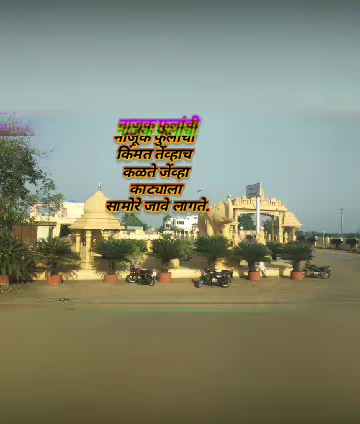 नाजूक फुलांची
नाजूक फुलांची
किंमत तेंव्हाच
कळते जेंव्हा
काट्याला
सामोरे जावे लागते.